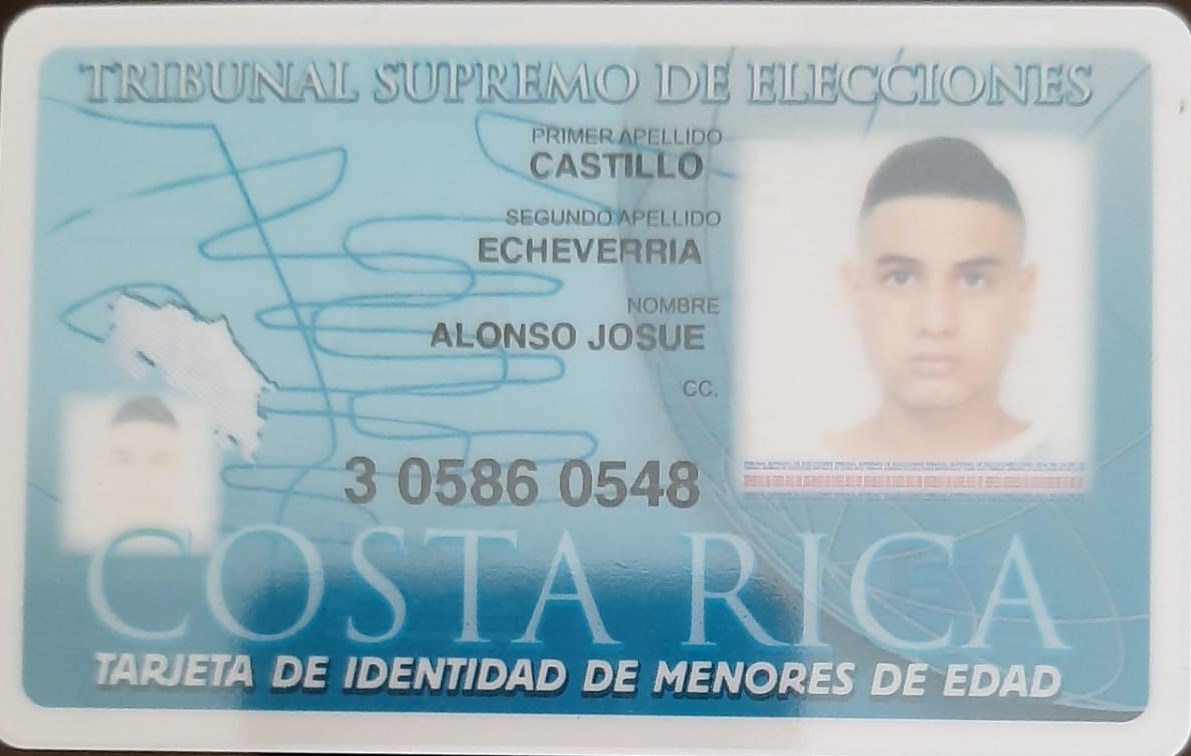 TRIBUNAL SUPREMO DE ELECCIONES
PRIMER APELLIDO
CASTILLO
SEGUNDO APELLIDO
ECHEVERRIA
NOMBRE
ALONSO JOSUE
CC.
3 0586 0548
COSTA RICA
TARJETA DE IDENTIDAD DE MENORES DE EDAD